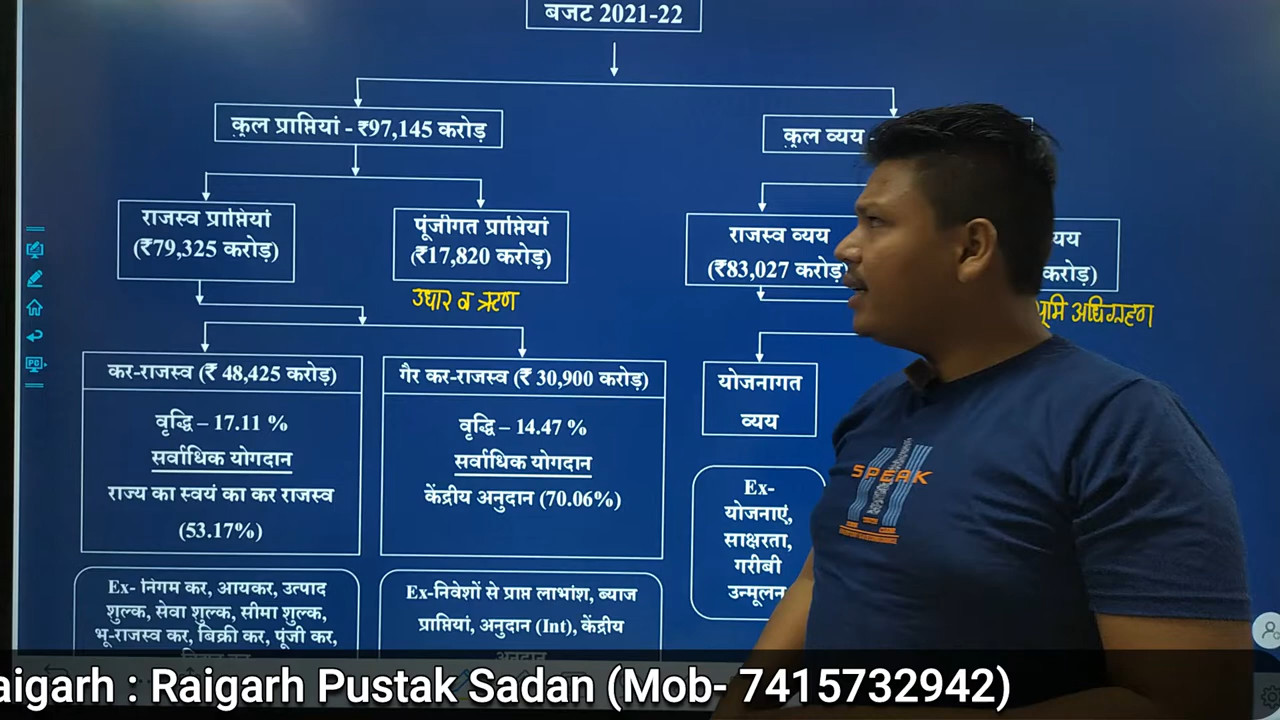 बजट 2021-22
कुल प्राप्तियां - ₹97,145 करोड़
कुल व्यय -
राजस्व प्राप्तियां
(₹79,325 करोड़)
पूंजीगत प्राप्तियां
(₹17,820 करोड़)
उधार व ऋण
राजस्व व्यय
(₹83,027 करोड़)
व्यय
करोड़)
भूमि अधिग्रहण
कर-राजस्व (₹ 48,425 करोड़)
वृद्धि – 17.11 %
सर्वाधिक योगदान
राज्य का स्वयं का कर राजस्व
(53.17%)
गैर कर-राजस्व (₹ 30,900 करोड़)
वृद्धि – 14.47 %
सर्वाधिक योगदान
केंद्रीय अनुदान (70.06%)
योजनागत
व्यय
Ex-
योजनाएं,
साक्षरता,
गरीबी
उन्मूलन
Ex- निगम कर, आयकर, उत्पाद
शुल्क, सेवा शुल्क, सीमा शुल्क,
भू-राजस्व कर, बिक्री कर, पूंजी कर,
Ex-निवेशों से प्राप्त लाभांश, ब्याज
प्राप्तियां, अनुदान (Int), केंद्रीय
अनुदान
SPEAK
aigarh : Raigarh Pustak Sadan (Mob- 7415732942)